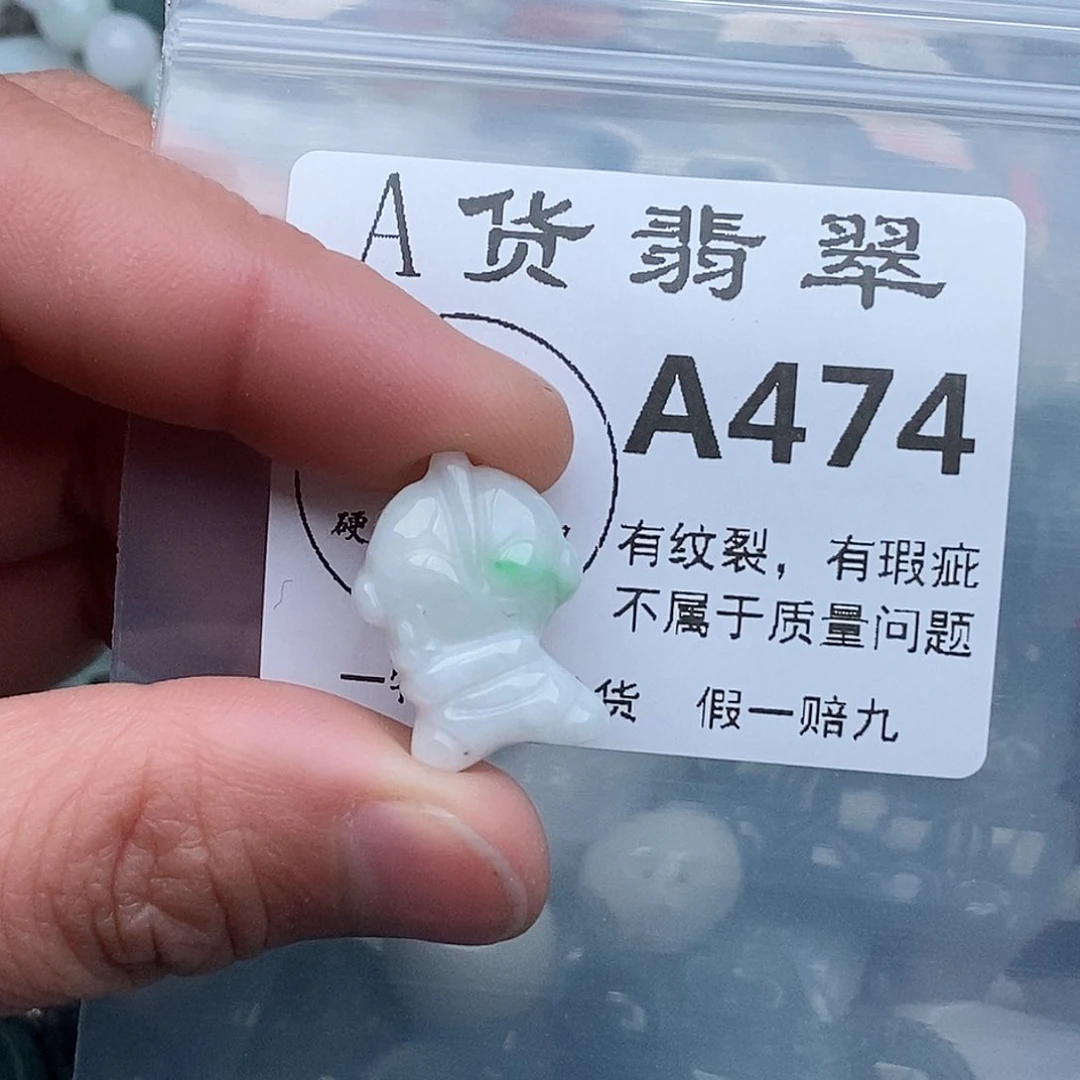 A货翡翠
A474
硬
有纹裂，有瑕疵
不属于质量问题
一 货 假一赔九